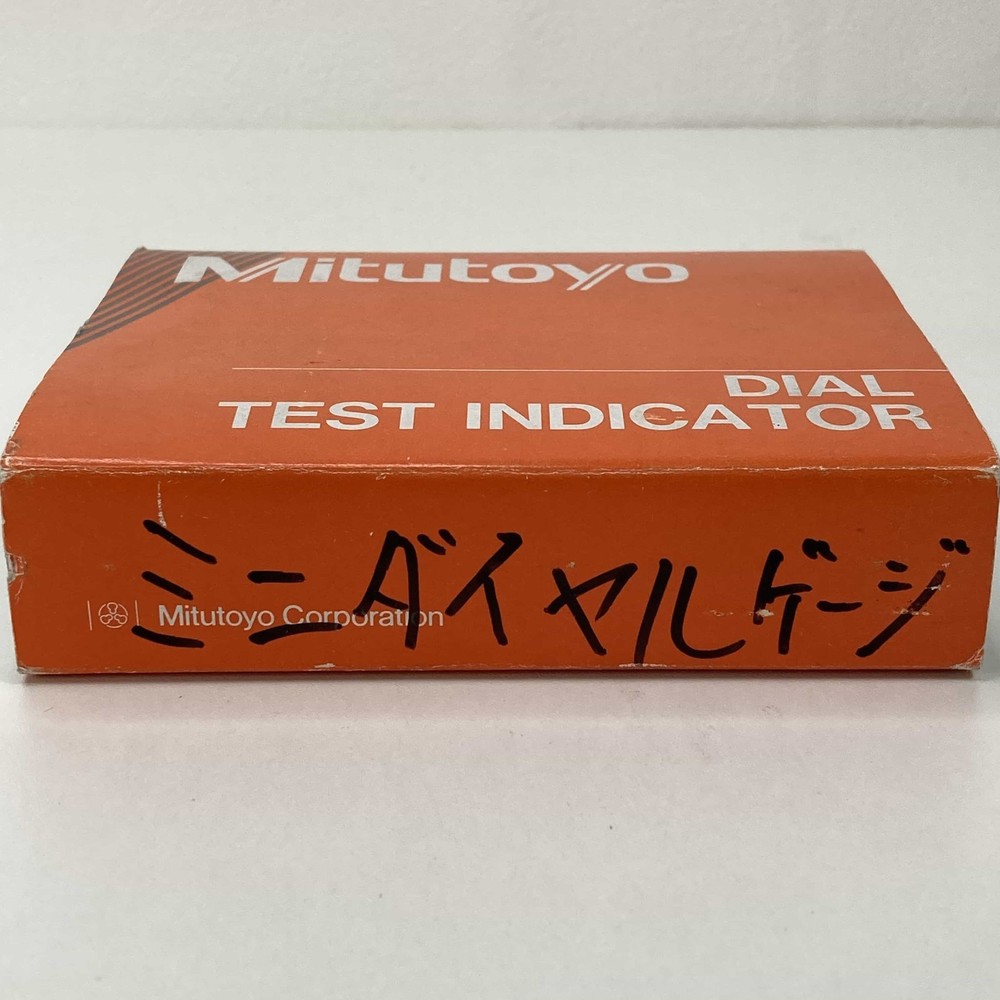 Mitutoyo
DIAL
TEST INDICATOR
ミニダイヤルゲージ
Mitutoyo Corporation